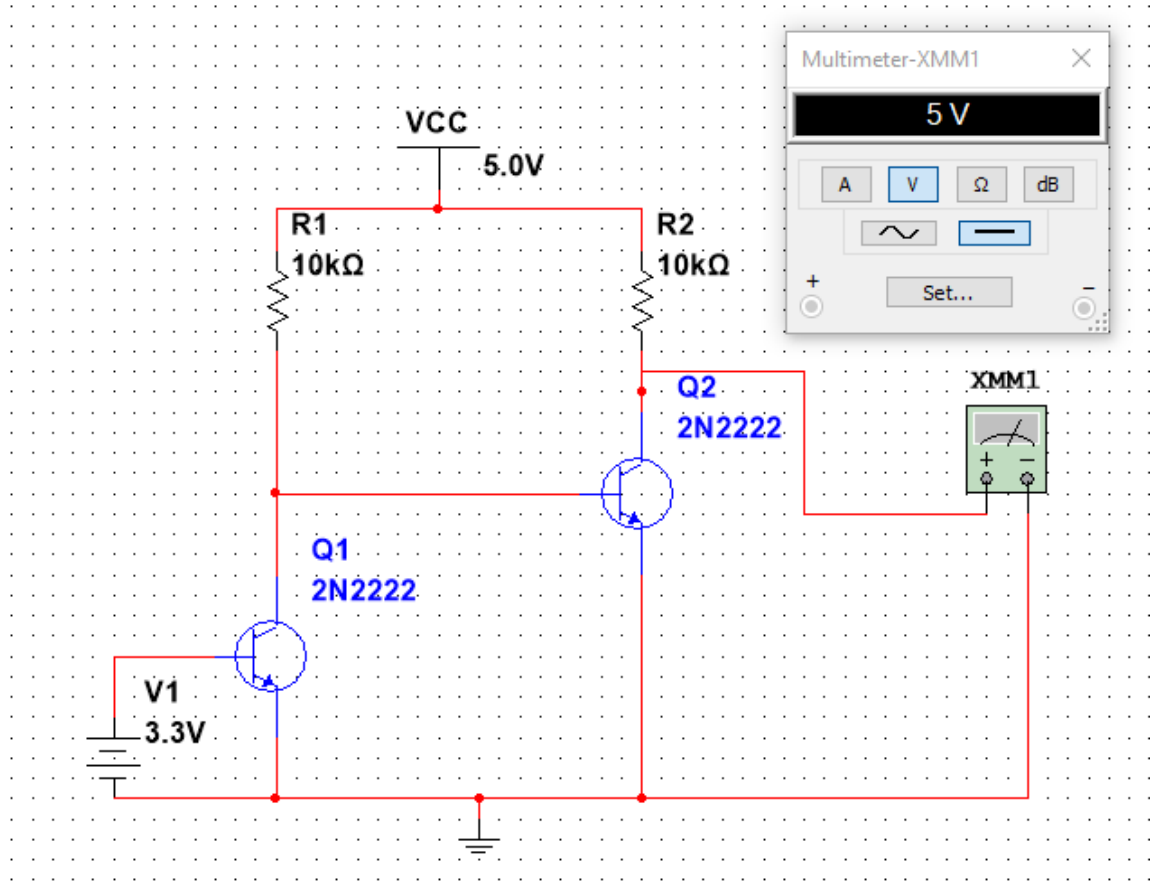 Multimeter-XMM1
5 V
A V Ω dB
+ −
Set...
VCC
5.0V
R1
10kΩ
R2
10kΩ
XMM1
+ −
Q2
2N2222
Q1
2N2222
V1
3.3V